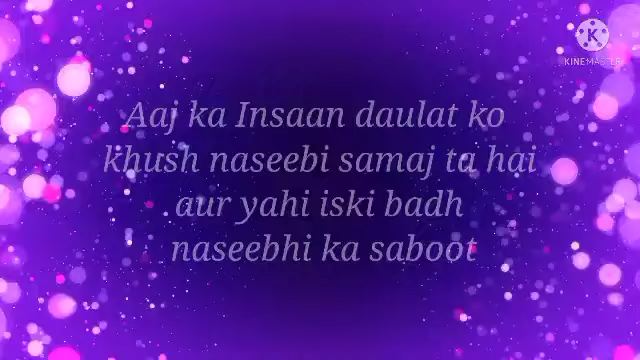 KINEMASTER
Aaj ka Insaan daulat ko
khush naseebi samaj ta hai
aur yahi iski badh
naseebhi ka saboot